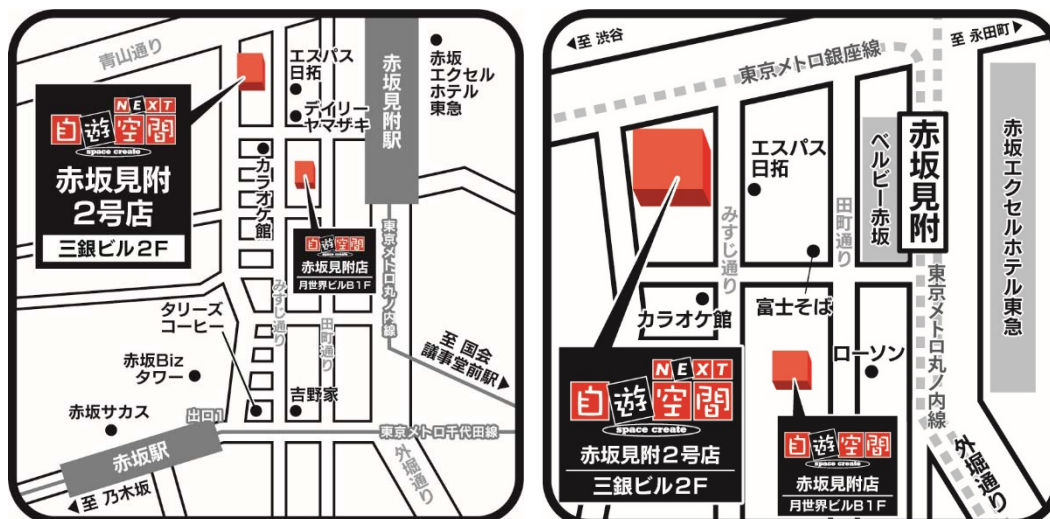 青山通り
エスパス
日拓
デイリー
ヤマザキ
赤坂見附駅
赤坂
エクセル
ホテル
東急
NEXT
自遊空間
space create
赤坂見附
2号店
三銀ビル2F
カラオケ館
自遊空間
space create
赤坂見附店
月世界ビルB1F
東京メトロ丸ノ内線
みすじ通り
田町通り
タリーズ
コーヒー
赤坂Biz
タワー
至 国会
議事堂前駅
赤坂サカス
吉野家
出口1
東京メトロ千代田線
赤坂駅
外堀通り
至 乃木坂
至 渋谷
至 永田町
東京メトロ銀座線
エスパス
日拓
ベルビー赤坂
赤坂見附
赤坂エクセルホテル東急
みすじ通り
田町通り
カラオケ館
富士そば
東京メトロ丸ノ内線
ローソン
NEXT
自遊空間
space create
赤坂見附2号店
三銀ビル2F
自遊空間
space create
赤坂見附店
月世界ビルB1F
外堀通り